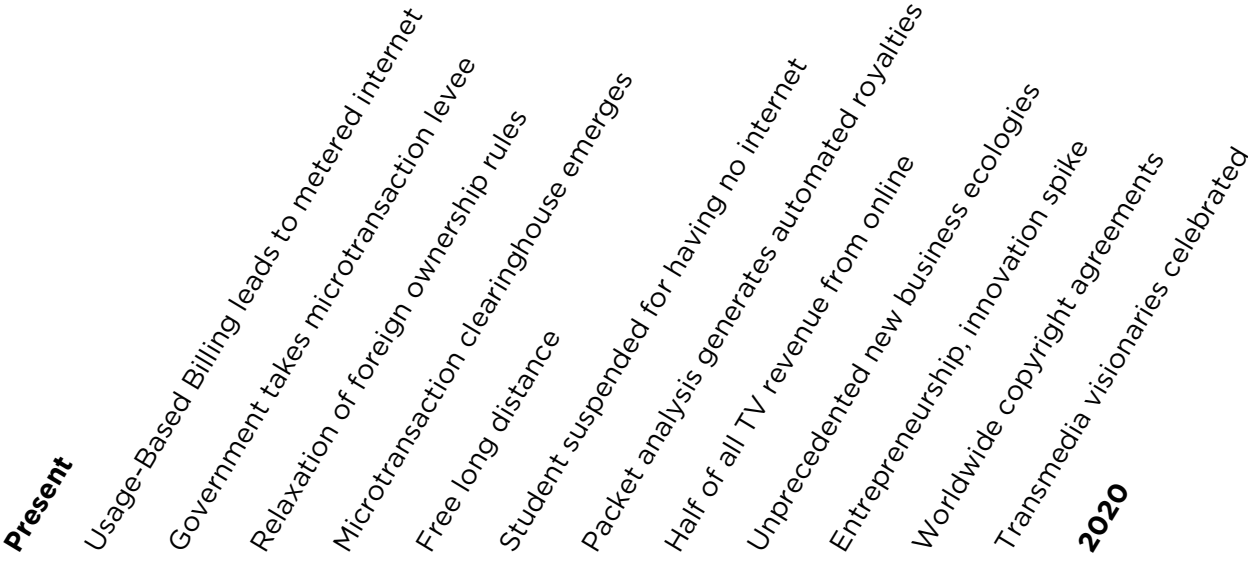 Present
Usage-Based Billing leads to metered internet
Government takes microtransaction levee
Relaxation of foreign ownership rules
Microtransaction clearinghouse emerges
Free long distance
Student suspended for having no internet
Packet analysis generates automated royalties
Half of all TV revenue from online
Unprecedented new business ecologies
Entrepreneurship, innovation spike
Worldwide copyright agreements
Transmedia visionaries celebrated
2020